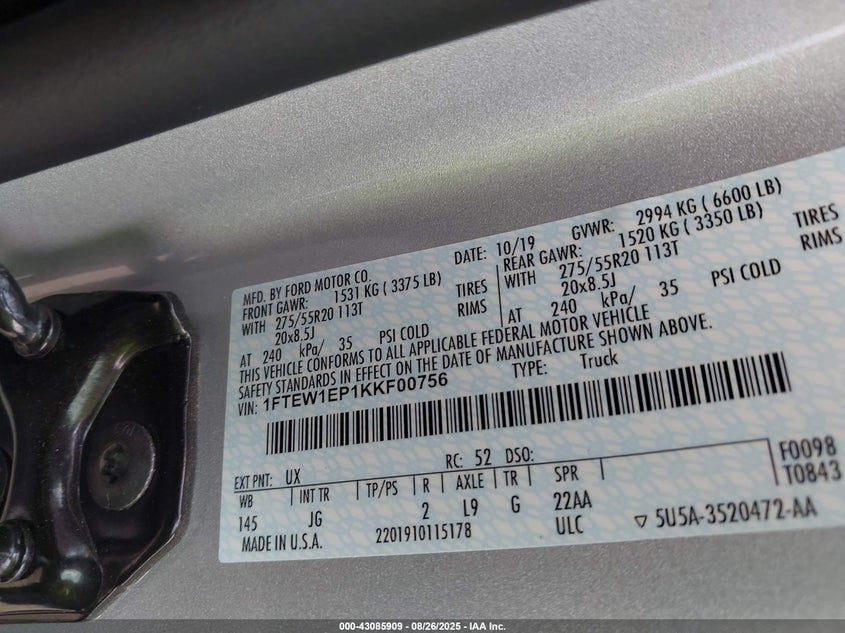 MFD. BY FORD MOTOR CO. DATE: 10/19 GVWR: 2994 KG ( 6600 LB)
FRONT GAWR: 1531 KG ( 3375 LB) REAR GAWR: 1520 KG ( 3350 LB)
WITH 275/55R20 113T TIRES WITH 275/55R20 113T TIRES
20x8.5J RIMS 20x8.5J RIMS
AT 240 kPa/ 35 PSI COLD AT 240 kPa/ 35 PSI COLD
THIS VEHICLE CONFORMS TO ALL APPLICABLE FEDERAL MOTOR VEHICLE
SAFETY STANDARDS IN EFFECT ON THE DATE OF MANUFACTURE SHOWN ABOVE.
VIN: 1FTEW1EP1KKF00756 TYPE: Truck
EXT PNT: UX RC: 52 DSO: F0098
WB INT TR TP/PS R AXLE TR SPR T0843
145 JG 2 L9 G 22AA
MADE IN U.S.A. 2201910115178 ULC ▽ 5U5A-3520472-AA
000-43085909 - 08/26/2025 - IAA Inc.